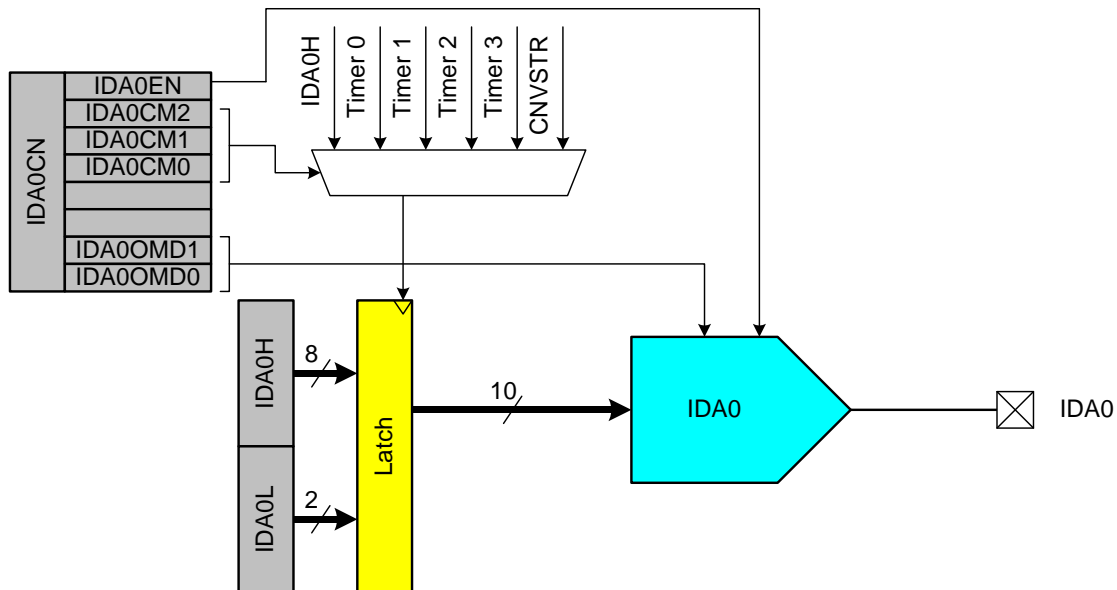 IDA0CN
IDA0EN
IDA0CM2
IDA0CM1
IDA0CM0
IDA0OMD1
IDA0OMD0
IDA0H
Timer 0
Timer 1
Timer 2
Timer 3
CNVSTR
IDA0H
IDA0L
8
2
Latch
10
IDA0
IDA0